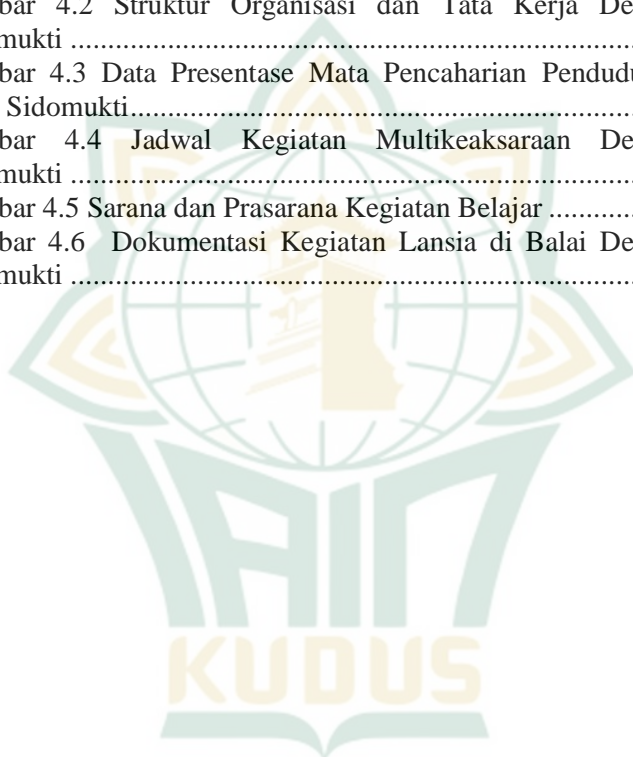 bar 4.2 Struktur Organisasi dan Tata Kerja De
mukti ........................................................................................
bar 4.3 Data Presentase Mata Pencaharian Pendudu
Sidomukti..............................................................................
bar 4.4 Jadwal Kegiatan Multikeaksaraan De
mukti ........................................................................................
bar 4.5 Sarana dan Prasarana Kegiatan Belajar .............
bar 4.6 Dokumentasi Kegiatan Lansia di Balai De
mukti ........................................................................................
IAIN
KUDUS